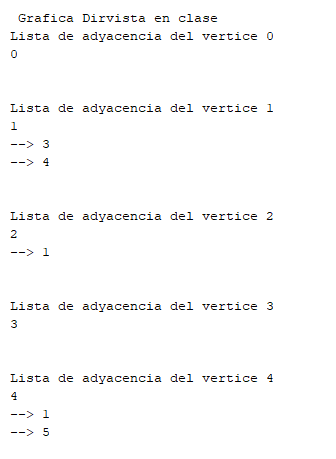 Grafica Dirvista en clase
Lista de adyacencia del vertice 0
0
Lista de adyacencia del vertice 1
1
--> 3
--> 4
Lista de adyacencia del vertice 2
2
--> 1
Lista de adyacencia del vertice 3
3
Lista de adyacencia del vertice 4
4
--> 1
--> 5